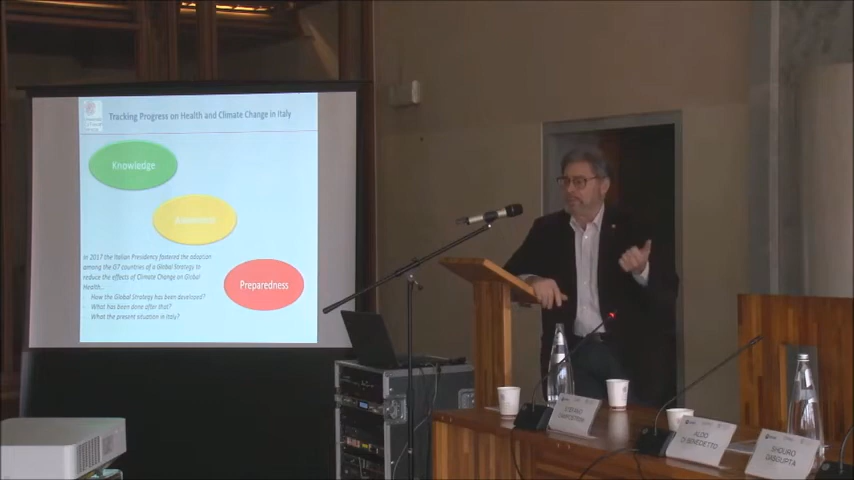 Tracking Progress on Health and Climate Change in Italy
Knowledge
Awareness
In 2017 the Italian Presidency fostered the adoption
among the G7 countries of a Global Strategy to
reduce the effects of Climate Change on Global
Health...
- How the Global Strategy has been developed?
- What has been done after that?
- What the present situation in Italy?
Preparedness
STEFANO
CAMPOSTRINI
ALDO
DI BENEDETTO
SHOURO
DASGUPTA